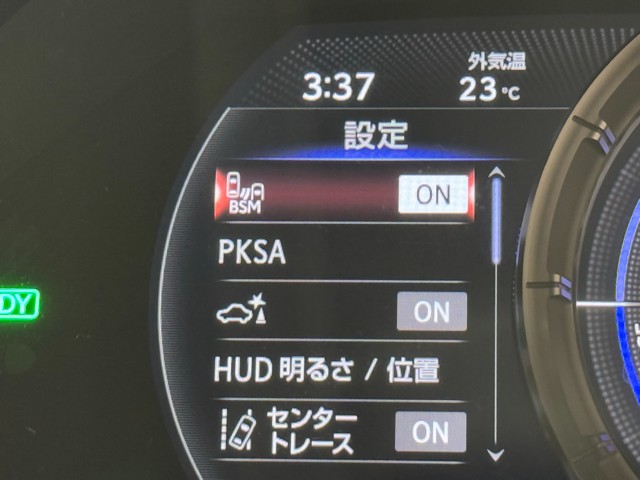 外気温
3:37 23℃
設定
BSM ON
PKSA
ON
HUD 明るさ / 位置
センター
トレース ON
DY